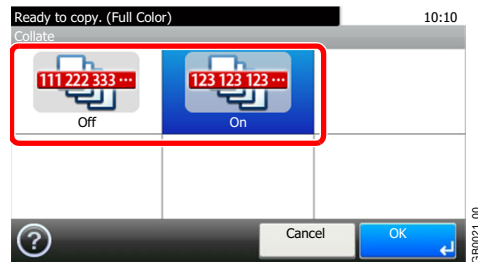 Ready to copy. (Full Color) 10:10
Collate
111 222 333 ··· 123 123 123 ···
Off On
? Cancel OK
GB0021_00